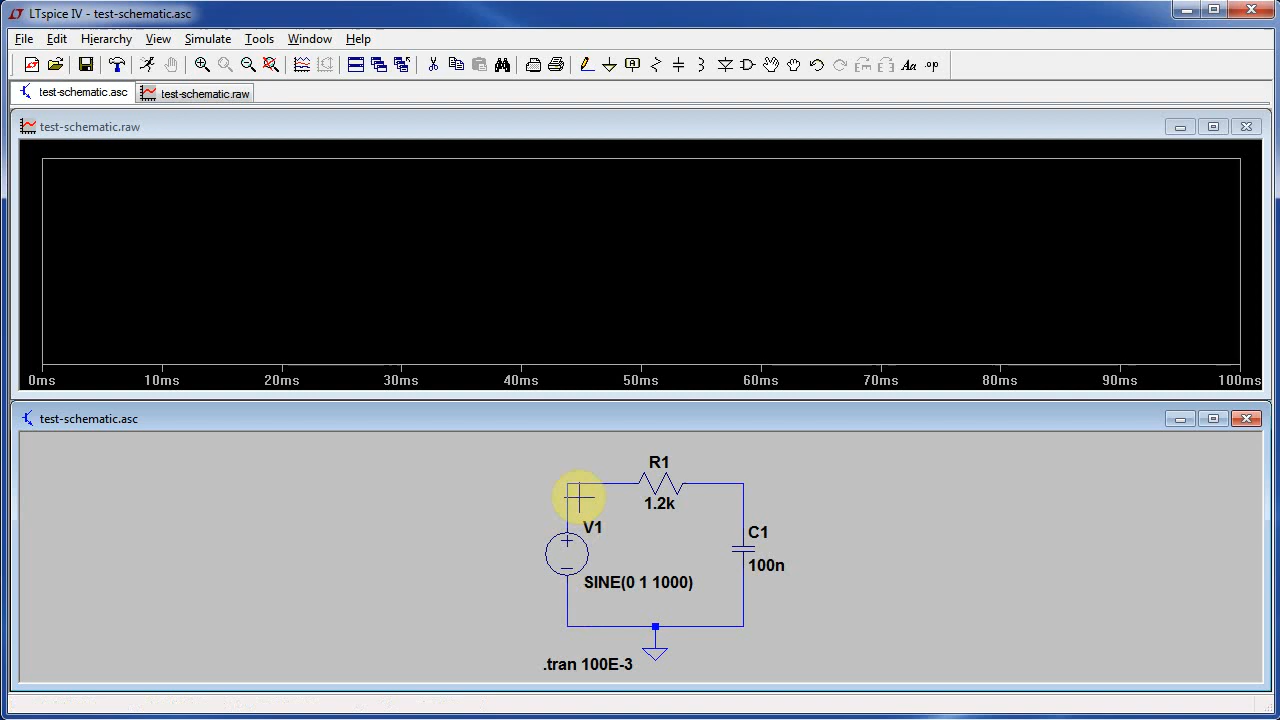 LTspice IV - test-schematic.asc
File Edit Hierarchy View Simulate Tools Window Help
Aa .op
test-schematic.asc test-schematic.raw
test-schematic.raw
0ms 10ms 20ms 30ms 40ms 50ms 60ms 70ms 80ms 90ms 100ms
test-schematic.asc
R1
1.2k
V1
C1
100n
SINE(0 1 1000)
.tran 100E-3